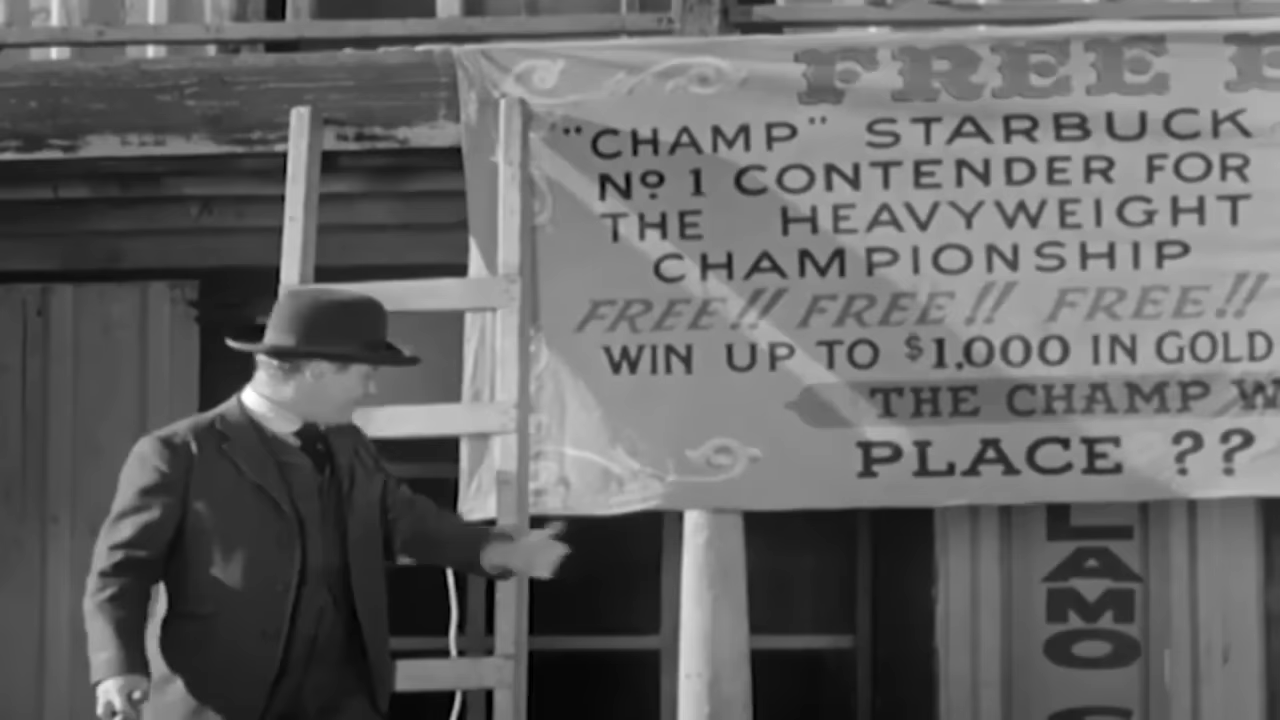 FREE
"CHAMP" STARBUCK
Nº 1 CONTENDER FOR
THE HEAVYWEIGHT
CHAMPIONSHIP
FREE!! FREE!! FREE!!
WIN UP TO $1,000 IN GOLD
THE CHAMP
PLACE ??
LAMO